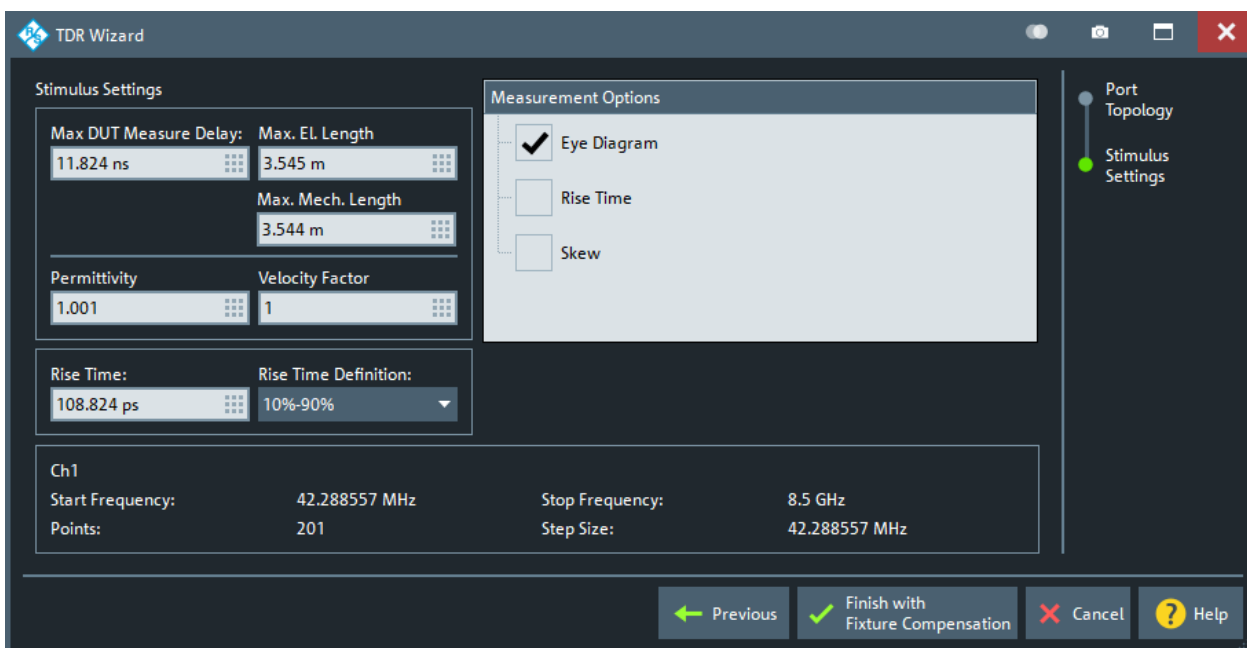 TDR Wizard
Stimulus Settings
Max DUT Measure Delay: Max. El. Length
11.824 ns 3.545 m
Max. Mech. Length
3.544 m
Permittivity Velocity Factor
1.001 1
Rise Time: Rise Time Definition:
108.824 ps 10%-90%
Measurement Options
Eye Diagram
Rise Time
Skew
Port
Topology
Stimulus
Settings
Ch1
Start Frequency: 42.288557 MHz Stop Frequency: 8.5 GHz
Points: 201 Step Size: 42.288557 MHz
Previous
Finish with
Fixture Compensation
Cancel
? Help